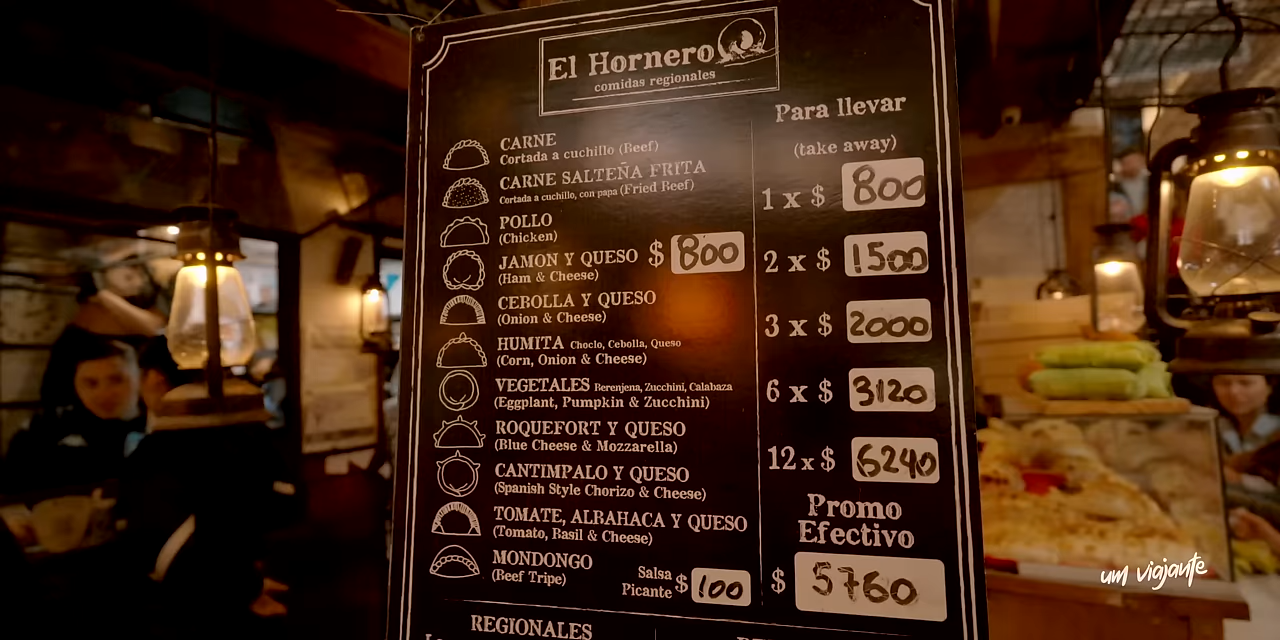 El Hornero
comidas regionales
CARNE
Cortada a cuchillo (Beef)
CARNE SALTEÑA FRITA
Cortada a cuchillo, con papa (Fried Beef)
POLLO
(Chicken)
JAMON Y QUESO $ 800
(Ham & Cheese)
CEBOLLA Y QUESO
(Onion & Cheese)
HUMITA Choclo, Cebolla, Queso
(Corn, Onion & Cheese)
VEGETALES Berenjena, Zucchini, Calabaza
(Eggplant, Pumpkin & Zucchini)
ROQUEFORT Y QUESO
(Blue Cheese & Mozzarella)
CANTIMPALO Y QUESO
(Spanish Style Chorizo & Cheese)
TOMATE, ALBAHACA Y QUESO
(Tomato, Basil & Cheese)
MONDONGO
(Beef Tripe)
Salsa
Picante $ 100
REGIONALES
Para llevar
(take away)
1 x $ 800
2 x $ 1500
3 x $ 2000
6 x $ 3120
12 x $ 6240
Promo
Efectivo
$ 5760
um viajante